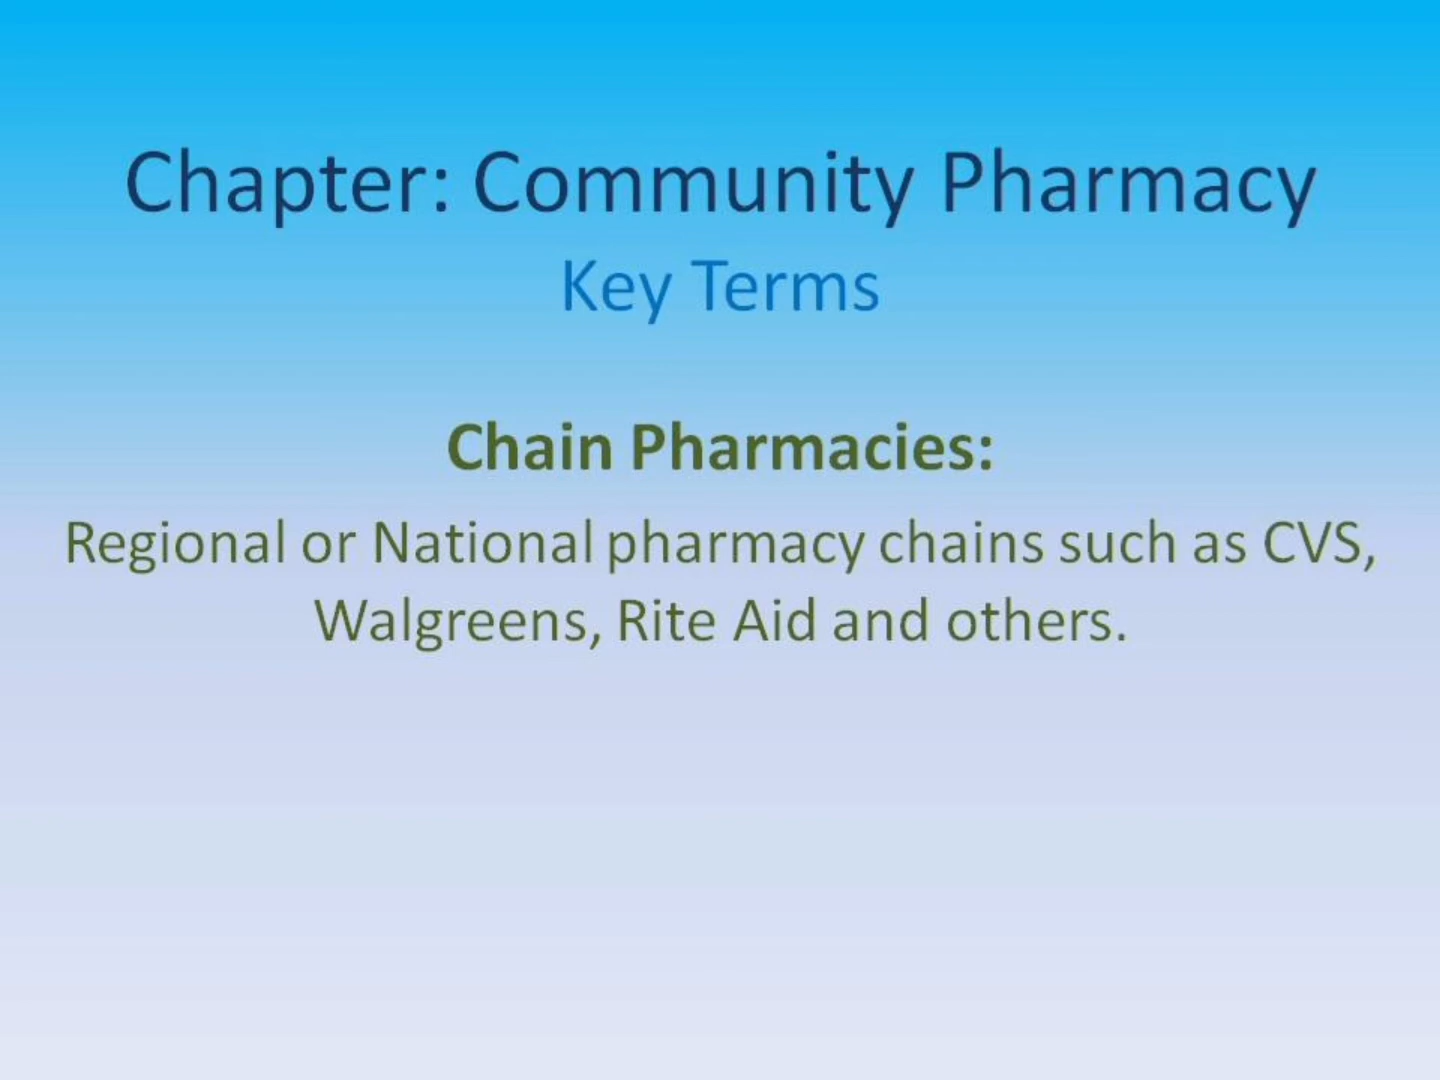 Chapter: Community Pharmacy
Key Terms
Chain Pharmacies:
Regional or National pharmacy chains such as CVS,
Walgreens, Rite Aid and others.